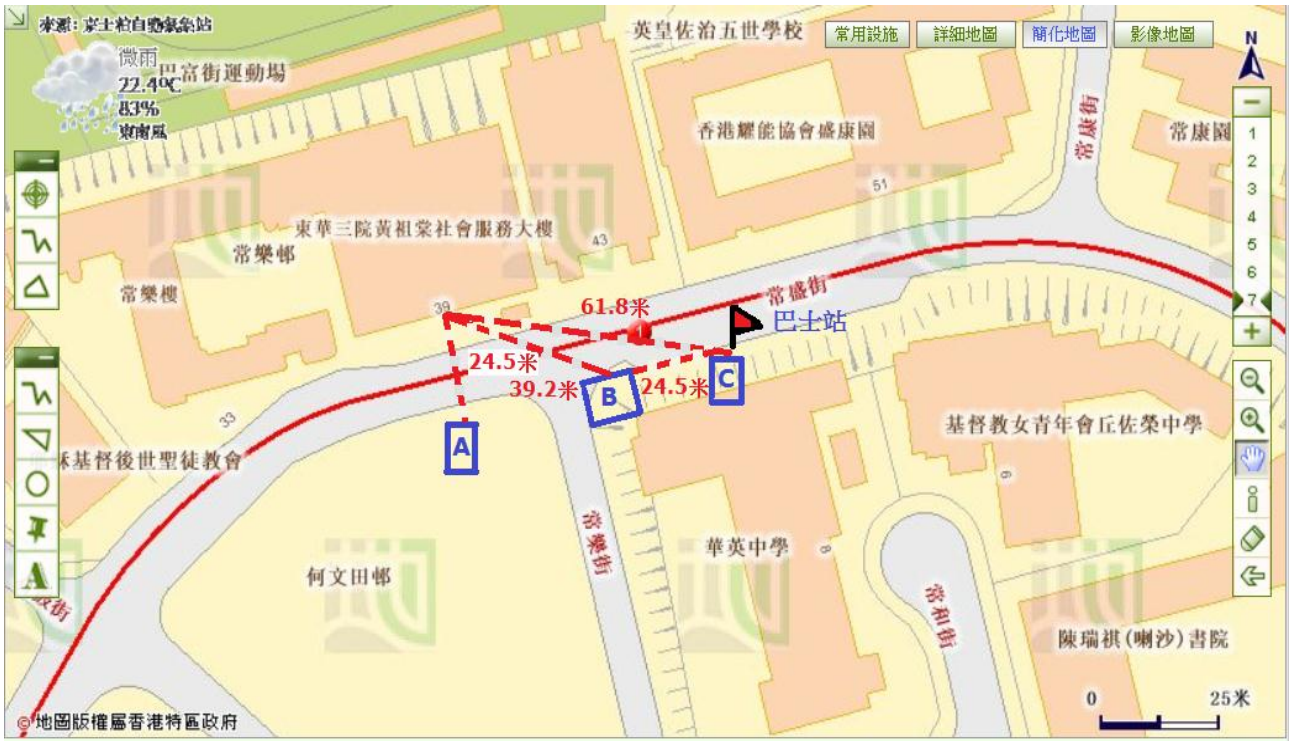 來源: 京士柏自動氣象站
微雨
22.4℃
83%
東南風
巴富街運動場
英皇佐治五世學校
常用設施
詳細地圖
簡化地圖
影像地圖
N
香港耀能協會盛康園
常康街
常康園
51
東華三院黃祖棠社會服務大樓
43
常樂邨
常樂樓
39
61.8米
常盛街
1
巴士站
24.5米
39.2米
B
24.5米
C
A
33
基督後世聖徒教會
基督教女青年會丘佐榮中學
9
常樂街
華英中學
8
何文田邨
常和街
陳瑞祺(喇沙)書院
1
2
3
4
5
6
7
A
0
25米
©地圖版權屬香港特區政府